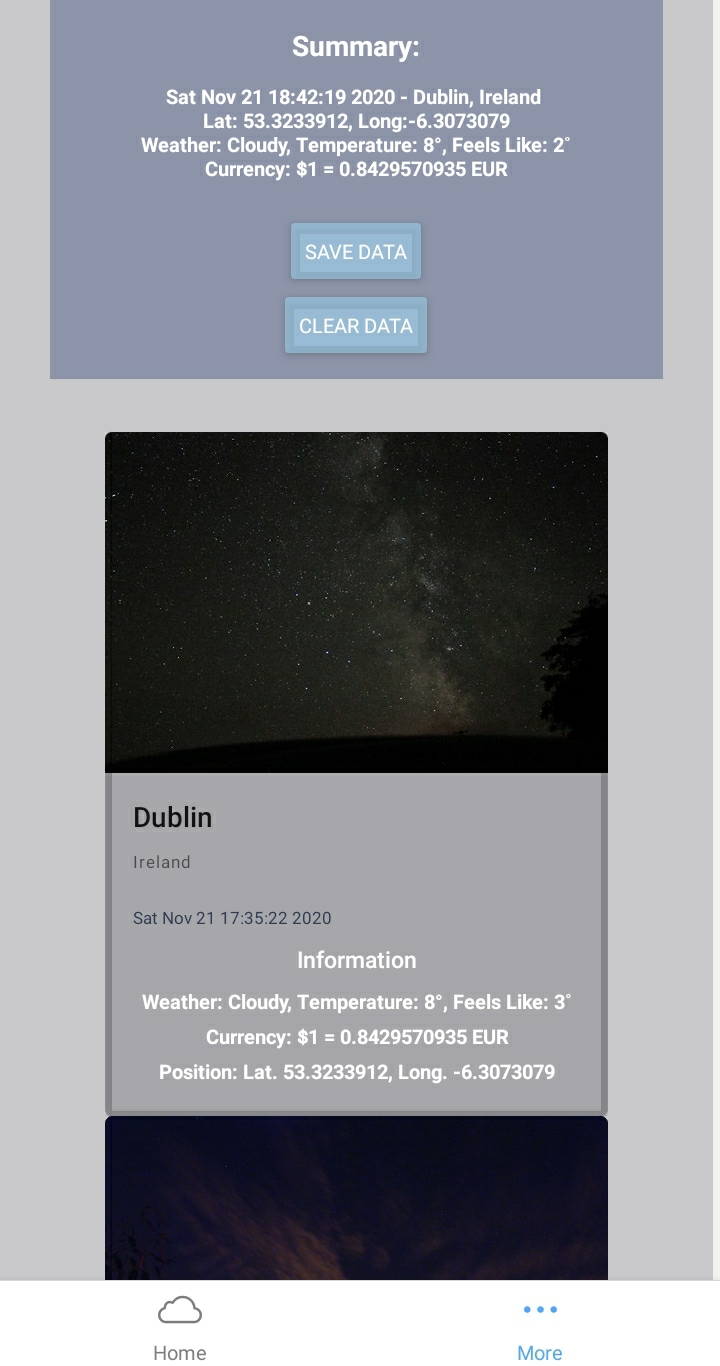 Summary:
Sat Nov 21 18:42:19 2020 - Dublin, Ireland
Lat: 53.3233912, Long:-6.3073079
Weather: Cloudy, Temperature: 8°, Feels Like: 2°
Currency: $1 = 0.8429570935 EUR
SAVE DATA
CLEAR DATA
Dublin
Ireland
Sat Nov 21 17:35:22 2020
Information
Weather: Cloudy, Temperature: 8°, Feels Like: 3°
Currency: $1 = 0.8429570935 EUR
Position: Lat. 53.3233912, Long. -6.3073079
Home
More